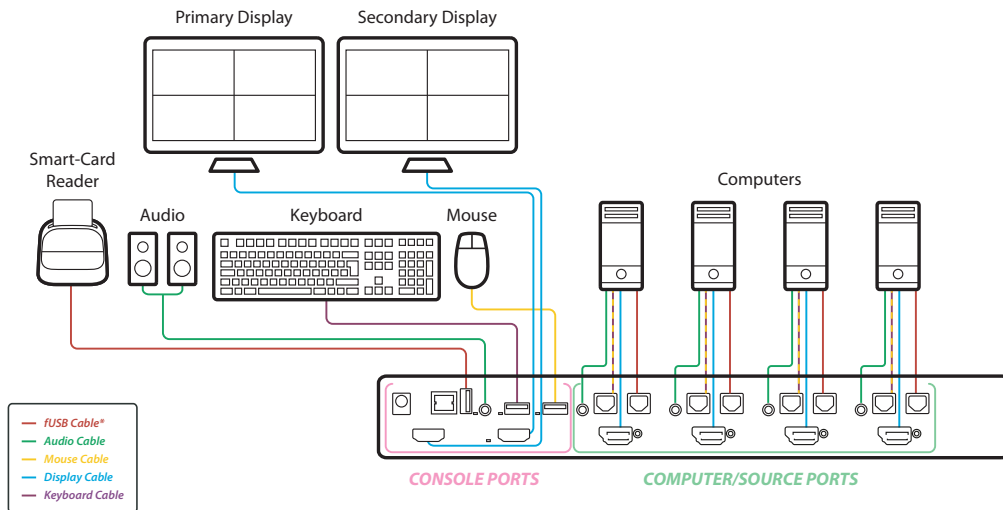 Primary Display
Secondary Display
Smart-Card
Reader
Audio
Keyboard
Mouse
Computers
fUSB Cable*
Audio Cable
Mouse Cable
Display Cable
Keyboard Cable
CONSOLE PORTS
COMPUTER/SOURCE PORTS